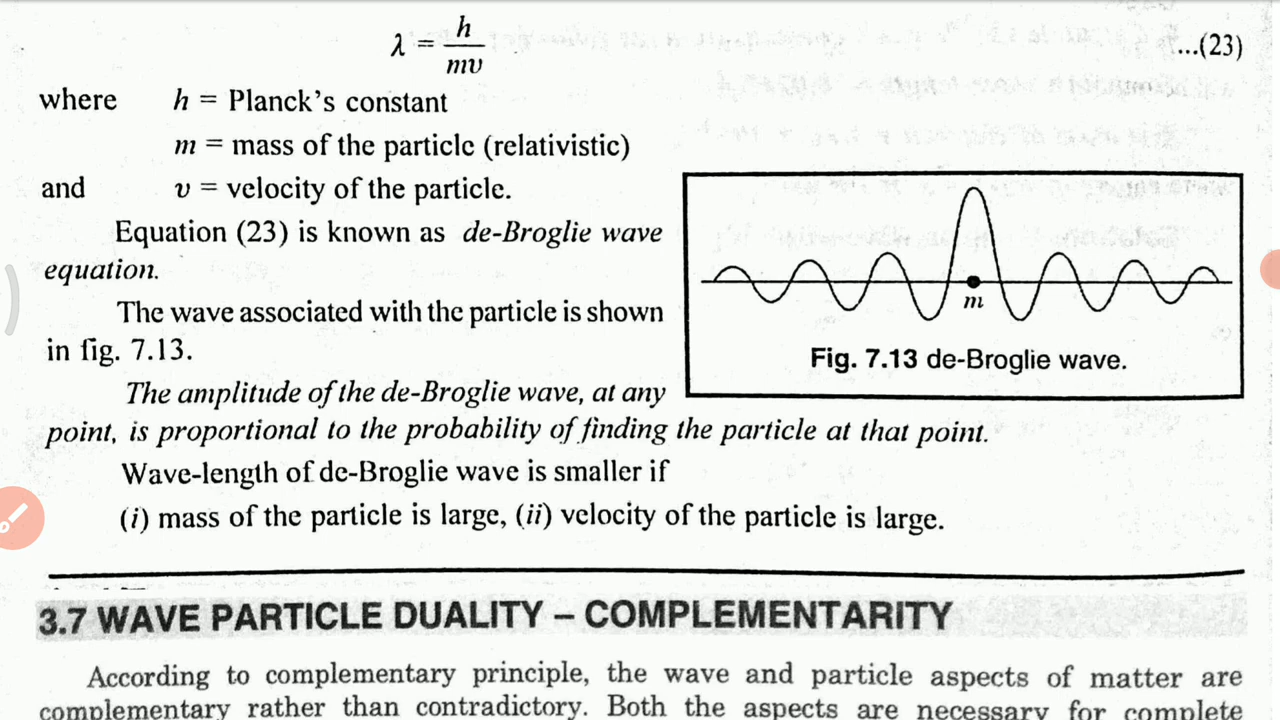 λ = h/mv ...(23)
where h = Planck's constant
m = mass of the particle (relativistic)
and v = velocity of the particle.
Equation (23) is known as de-Broglie wave
equation.
The wave associated with the particle is shown
in fig. 7.13.
m
Fig. 7.13 de-Broglie wave.
The amplitude of the de-Broglie wave, at any
point, is proportional to the probability of finding the particle at that point.
Wave-length of de-Broglie wave is smaller if
(i) mass of the particle is large, (ii) velocity of the particle is large.
3.7 WAVE PARTICLE DUALITY – COMPLEMENTARITY
According to complementary principle, the wave and particle aspects of matter are
complementary rather than contradictory. Both the aspects are necessary for complete